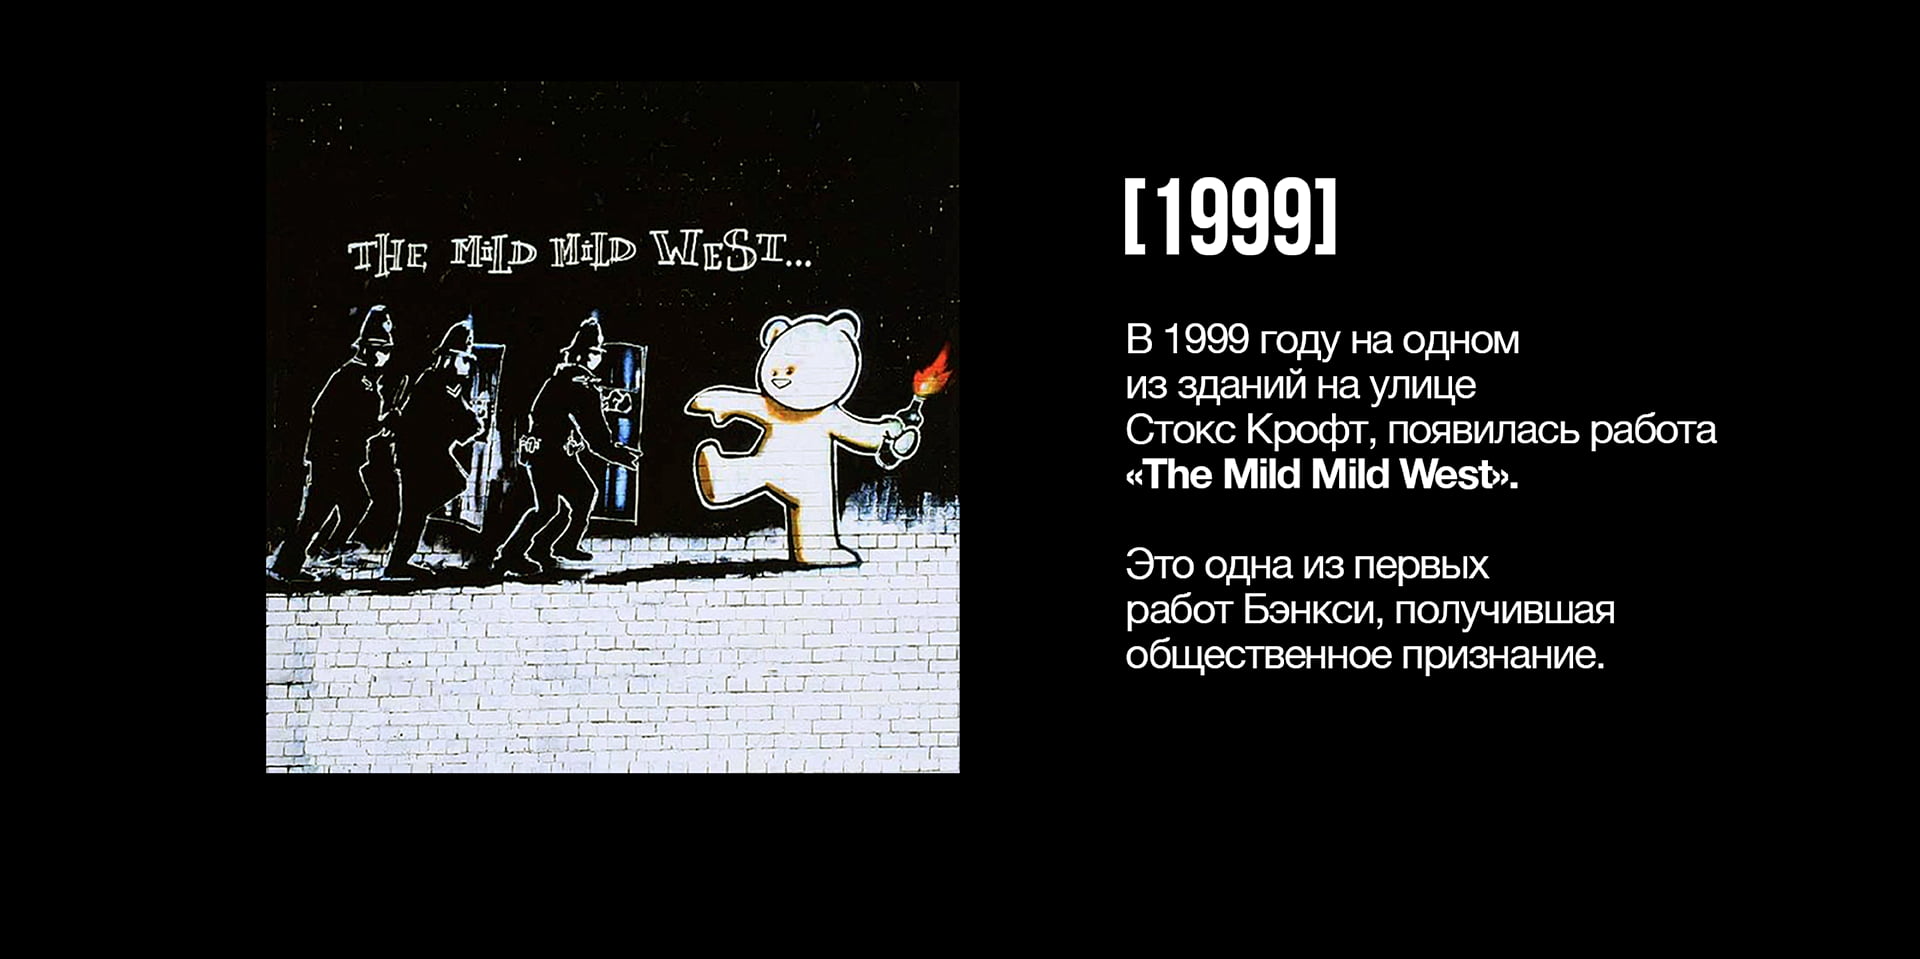 THE MILD MILD WEST...
[1999]
В 1999 году на одном
из зданий на улице
Стокс Крофт, появилась работа
«The Mild Mild West».
Это одна из первых
работ Бэнкси, получившая
общественное признание.